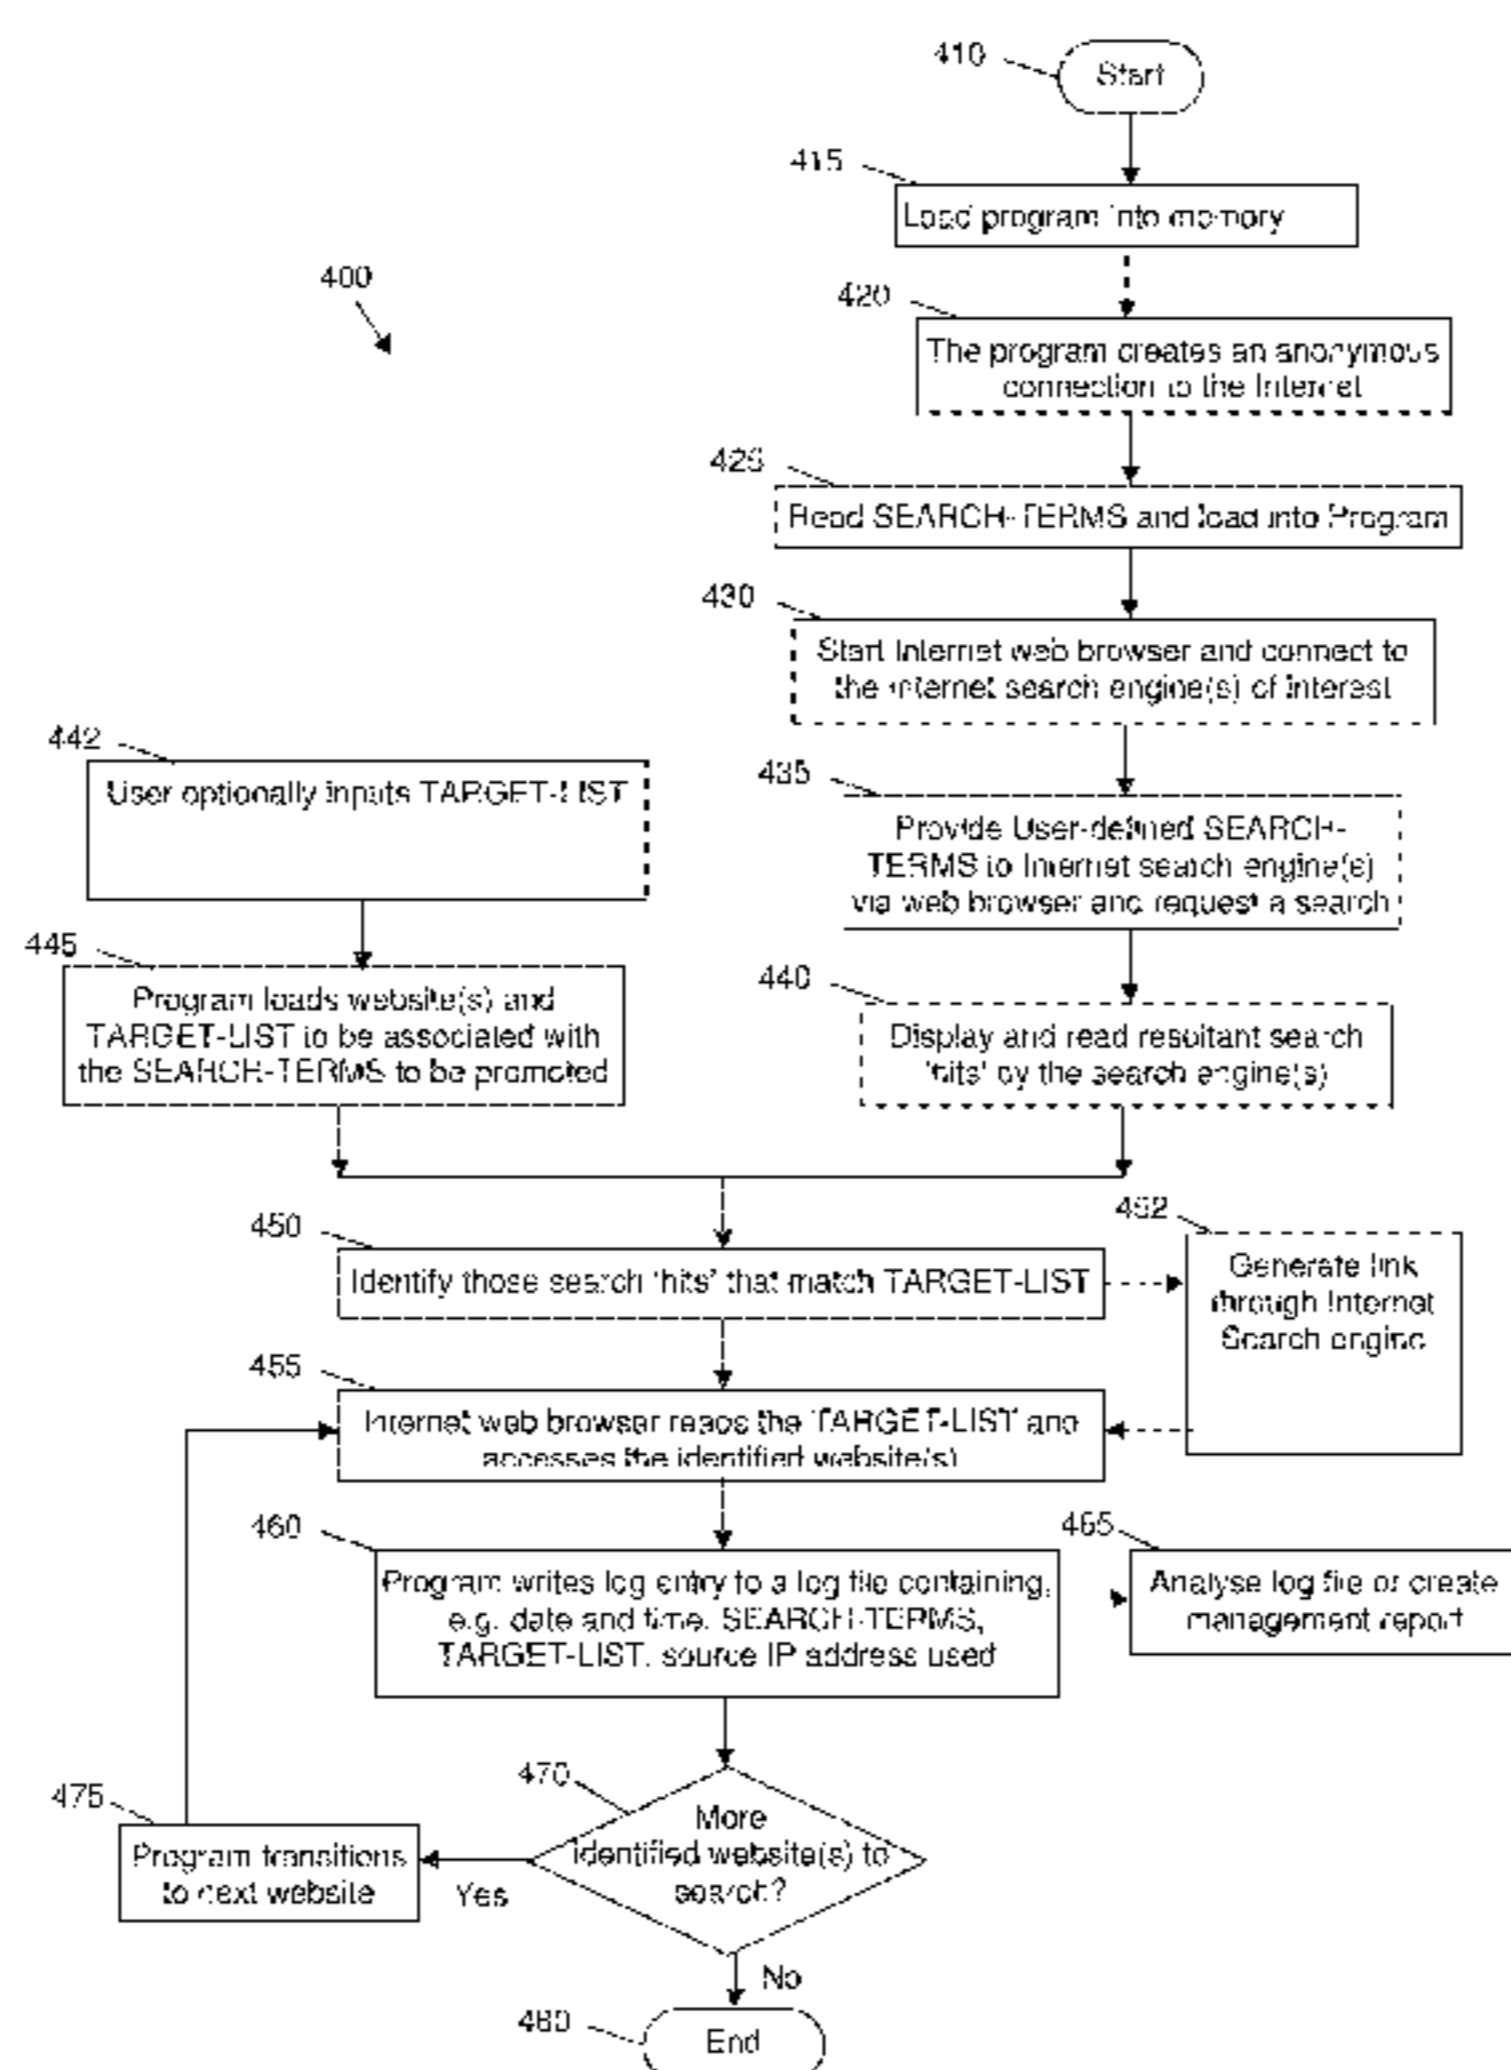 410
Start
415
Load program into memory
400
420
The program creates an anonymous
connection to the Internet
425
Read SEARCH-TERMS and load into Program
430
Start Internet web browser and connect to
the internet search engine(s) of interest
442
User optionally inputs TARGET-LIST
435
Provide User-defined SEARCH-
TERMS to Internet search engine(s)
via web browser and request a search
445
Program loads website(s) and
TARGET-LIST to be associated with
the SEARCH-TERMS to be promoted
440
Display and read resultant search
'hits' by the search engine(s)
450
Identify those search 'hits' that match TARGET-LIST
452
Generate link
through Internet
Search engine
455
Internet web browser reads the TARGET-LIST and
accesses the identified website(s)
460
Program writes log entry to a log file containing,
e.g. date and time, SEARCH-TERMS,
TARGET-LIST, source IP address used
465
Analyse log file or create
management report
470
More
identified website(s) to
search?
475
Program transitions
to next website
Yes
No
480
End